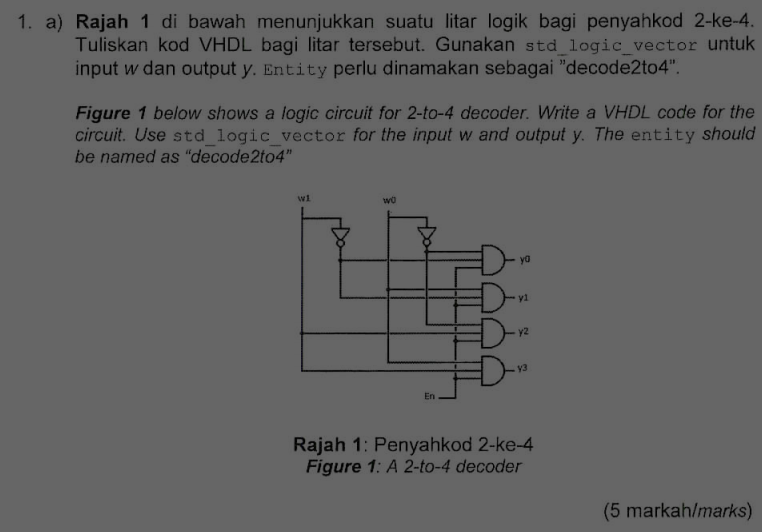 1. a) Rajah 1 di bawah menunjukkan suatu litar logik bagi penyahkod 2-ke-4.
Tuliskan kod VHDL bagi litar tersebut. Gunakan std_logic_vector untuk
input w dan output y. Entity perlu dinamakan sebagai "decode2to4".
Figure 1 below shows a logic circuit for 2-to-4 decoder. Write a VHDL code for the
circuit. Use std_logic_vector for the input w and output y. The entity should
be named as "decode2to4"
w1 w0
y0
y1
y2
y3
En
Rajah 1: Penyahkod 2-ke-4
Figure 1: A 2-to-4 decoder
(5 markah/marks)